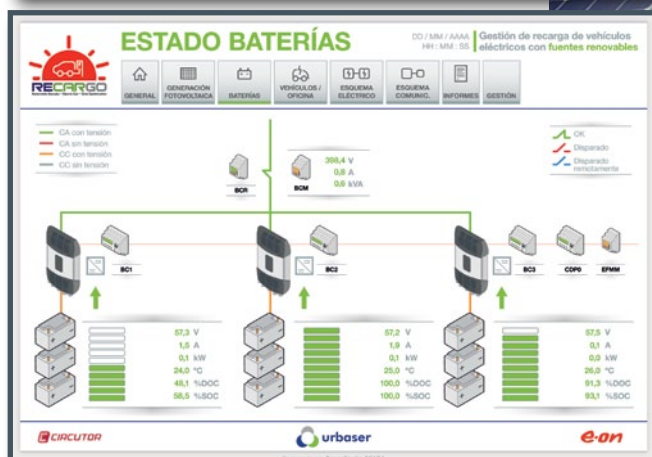 ESTADO BATERÍAS
DD / MM / AAAA
HH : MM : SS
Gestión de recarga de vehículos
eléctricos con fuentes renovables
RECARGO
GENERAL
GENERACIÓN
FOTOVOLTAICA
BATERÍAS
VEHÍCULOS /
OFICINA
ESQUEMA
ELÉCTRICO
ESQUEMA
COMUNIC.
INFORMES
GESTIÓN
CA con tensión
CA sin tensión
CC con tensión
CC sin tensión
OK
Disparado
Disparado
remotamente
BCR
BCM
398,4 V
0,8 A
0,6 kVA
BC1
BC2
BC3
CDP0
EFMM
57,3 V
1,5 A
0,1 kW
24,0 °C
48,1 %DOC
58,5 %SOC
57,2 V
1,9 A
0,1 kW
25,0 °C
100,0 %DOC
100,0 %SOC
57,5 V
0,1 A
0,0 kW
26,0 °C
91,3 %DOC
93,1 %SOC
CIRCUTOR
urbaser
e·on